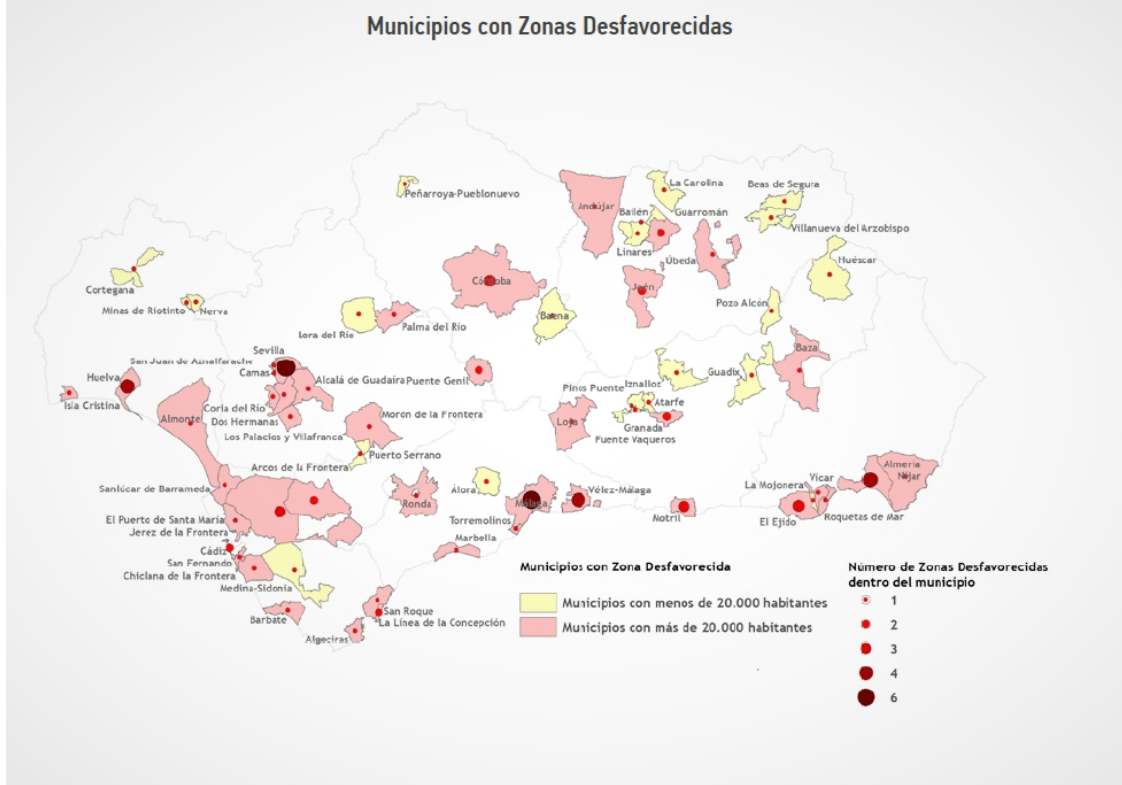 Municipios con Zonas Desfavorecidas
Peñarroya-Pueblonuevo
La Carolina
Beas de Segura
Andújar
Bailén
Guarromán
Villanueva del Arzobispo
Linares
Úbeda
Huéscar
Cortegana
Córdoba
Jaén
Minas de Riotinto
Nerva
Pozo Alcón
Baena
Lora del Río
Palma del Río
Sevilla
San Juan de Aznalfarache
Baza
Huelva
Camas
Alcalá de Guadaíra
Puente Genil
Guadix
Pinos Puente
Iznalloz
Isla Cristina
Coria del Río
Atarfe
Almonte
Dos Hermanas
Morón de la Frontera
Loja
Granada
Los Palacios y Vilafranca
Fuente Vaqueros
Puerto Serrano
Arcos de la Frontera
Almería
Vícar
Níjar
Sanlúcar de Barrameda
Álora
Vélez-Málaga
La Mojonera
Ronda
Málaga
El Puerto de Santa María
Torremolinos
Motril
El Ejido
Roquetas de Mar
Jerez de la Frontera
Marbella
Cádiz
San Fernando
Chiclana de la Frontera
Medina-Sidonia
Barbate
San Roque
La Línea de la Concepción
Algeciras
Municipios con Zona Desfavorecida
Municipios con menos de 20.000 habitantes
Municipios con más de 20.000 habitantes
Número de Zonas Desfavorecidas
dentro del municipio
1
2
3
4
6